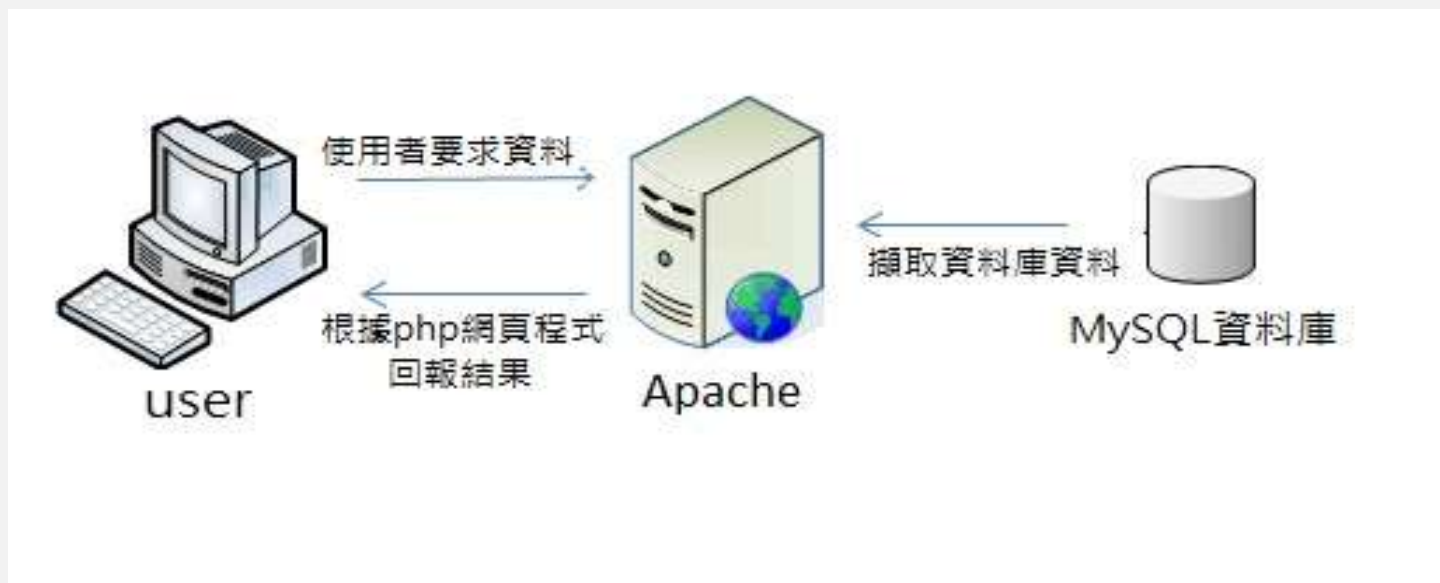 使用者要求資料
根據php網頁程式
回報結果
user
Apache
擷取資料庫資料
MySQL資料庫